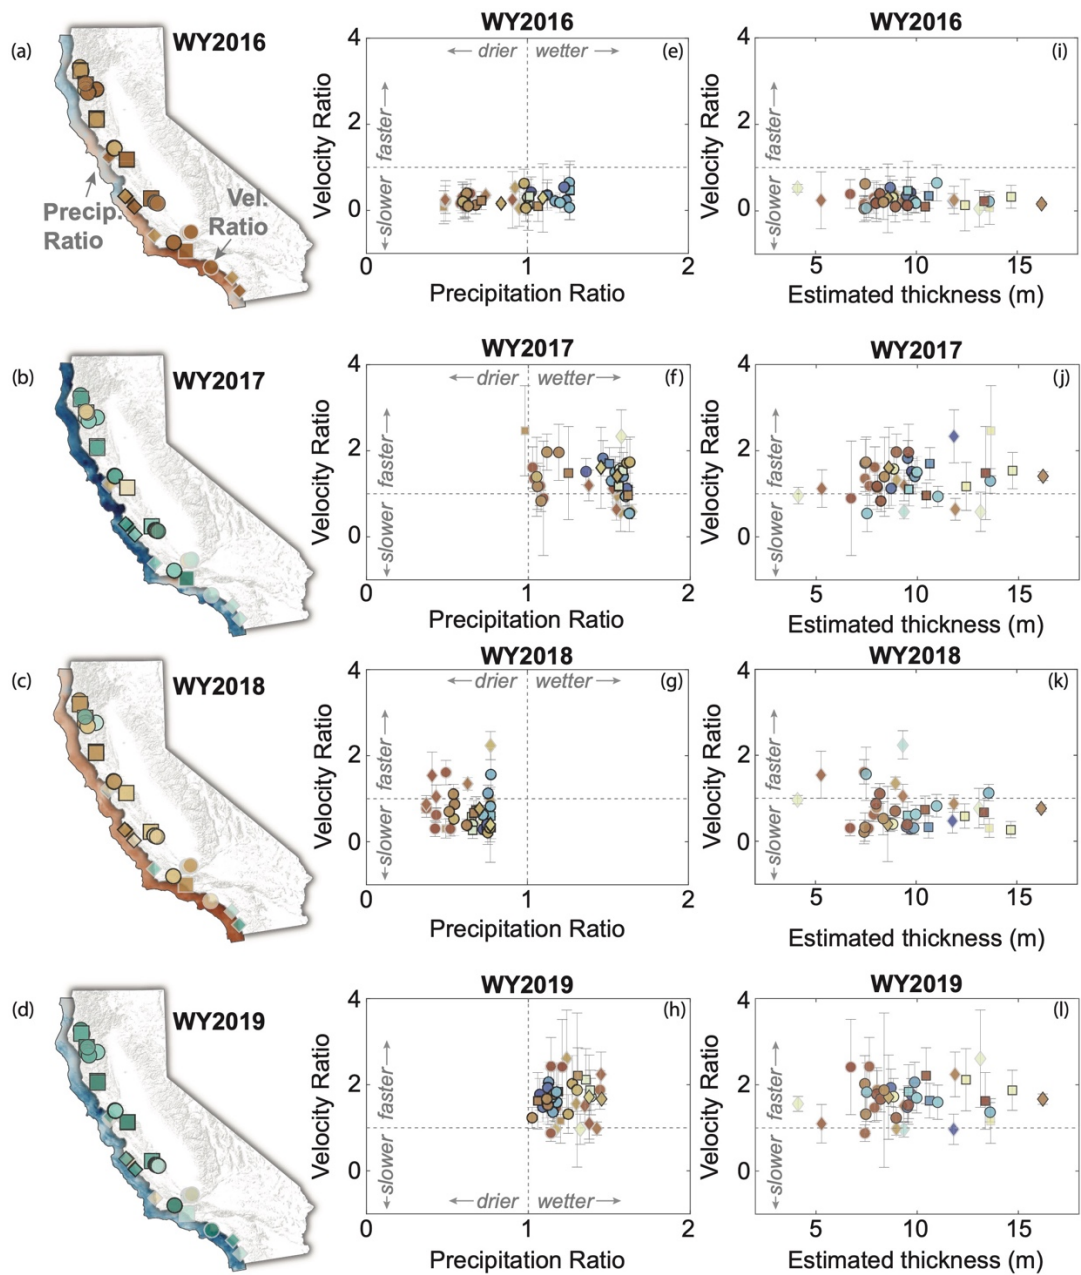 (a)
WY2016
Precip.
Ratio
Vel.
Ratio
WY2016
(e)
← drier wetter →
Velocity Ratio
← slower faster →
4
2
0
0 1 2
Precipitation Ratio
WY2016
(i)
Velocity Ratio
← slower faster →
4
2
0
5 10 15
Estimated thickness (m)
(b)
WY2017
WY2017
(f)
← drier wetter →
Velocity Ratio
← slower faster →
4
2
0
0 1 2
Precipitation Ratio
WY2017
(j)
Velocity Ratio
← slower faster →
4
2
0
5 10 15
Estimated thickness (m)
(c)
WY2018
WY2018
(g)
← drier wetter →
Velocity Ratio
← slower faster →
4
2
0
0 1 2
Precipitation Ratio
WY2018
(k)
Velocity Ratio
← slower faster →
4
2
0
5 10 15
Estimated thickness (m)
(d)
WY2019
WY2019
(h)
Velocity Ratio
← slower faster →
4
2
0
← drier wetter →
0 1 2
Precipitation Ratio
WY2019
(l)
Velocity Ratio
← slower faster →
4
2
0
5 10 15
Estimated thickness (m)